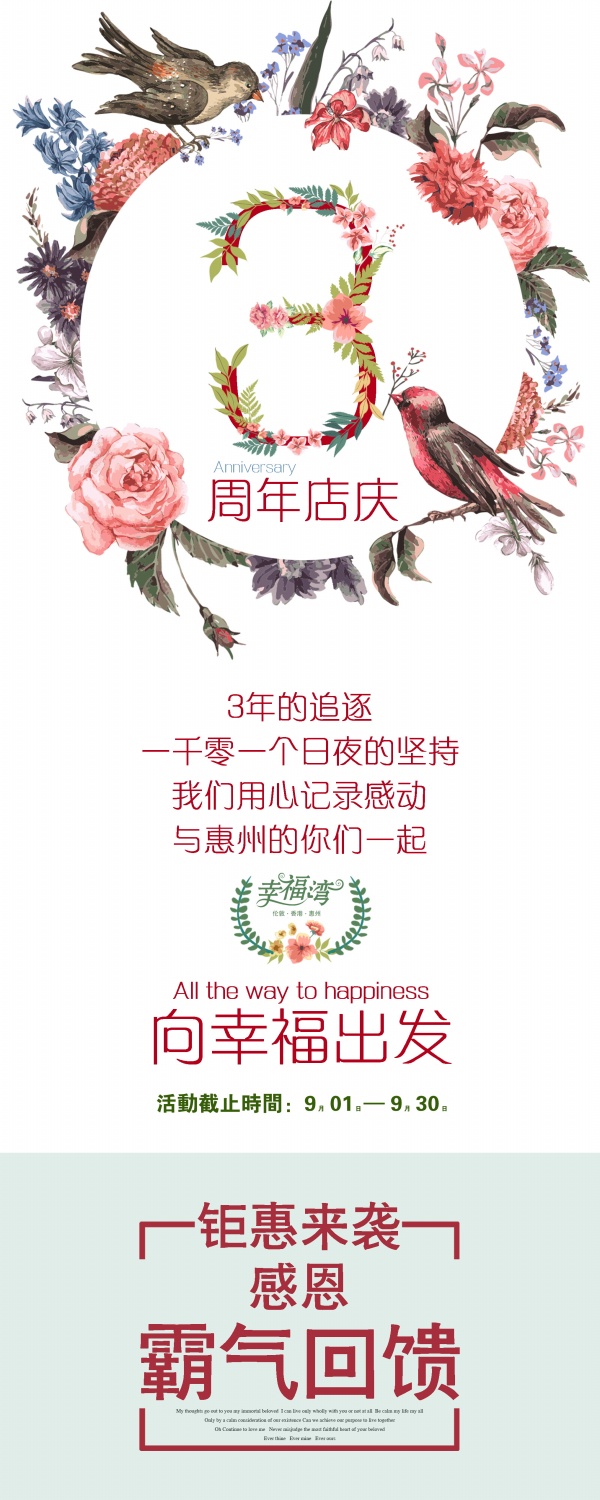 3
Anniversary
周年店庆
3年的追逐
一千零一个日夜的坚持
我们用心记录感动
与惠州的你们一起
幸福湾
伦敦·香港·惠州
All the way to happiness
向幸福出发
活動截止時間：9月01日—9月30日
钜惠来袭
感恩
霸气回馈
My thoughts go out to you my immortal beloved I can live only wholly with you or not at all Be calm my life my all
Only by a calm consideration of our existence Can we achieve our purpose to live together
Oh Continue to love me Never misjudge the most faithful heart of your beloved
Ever thine Ever mine Ever ours